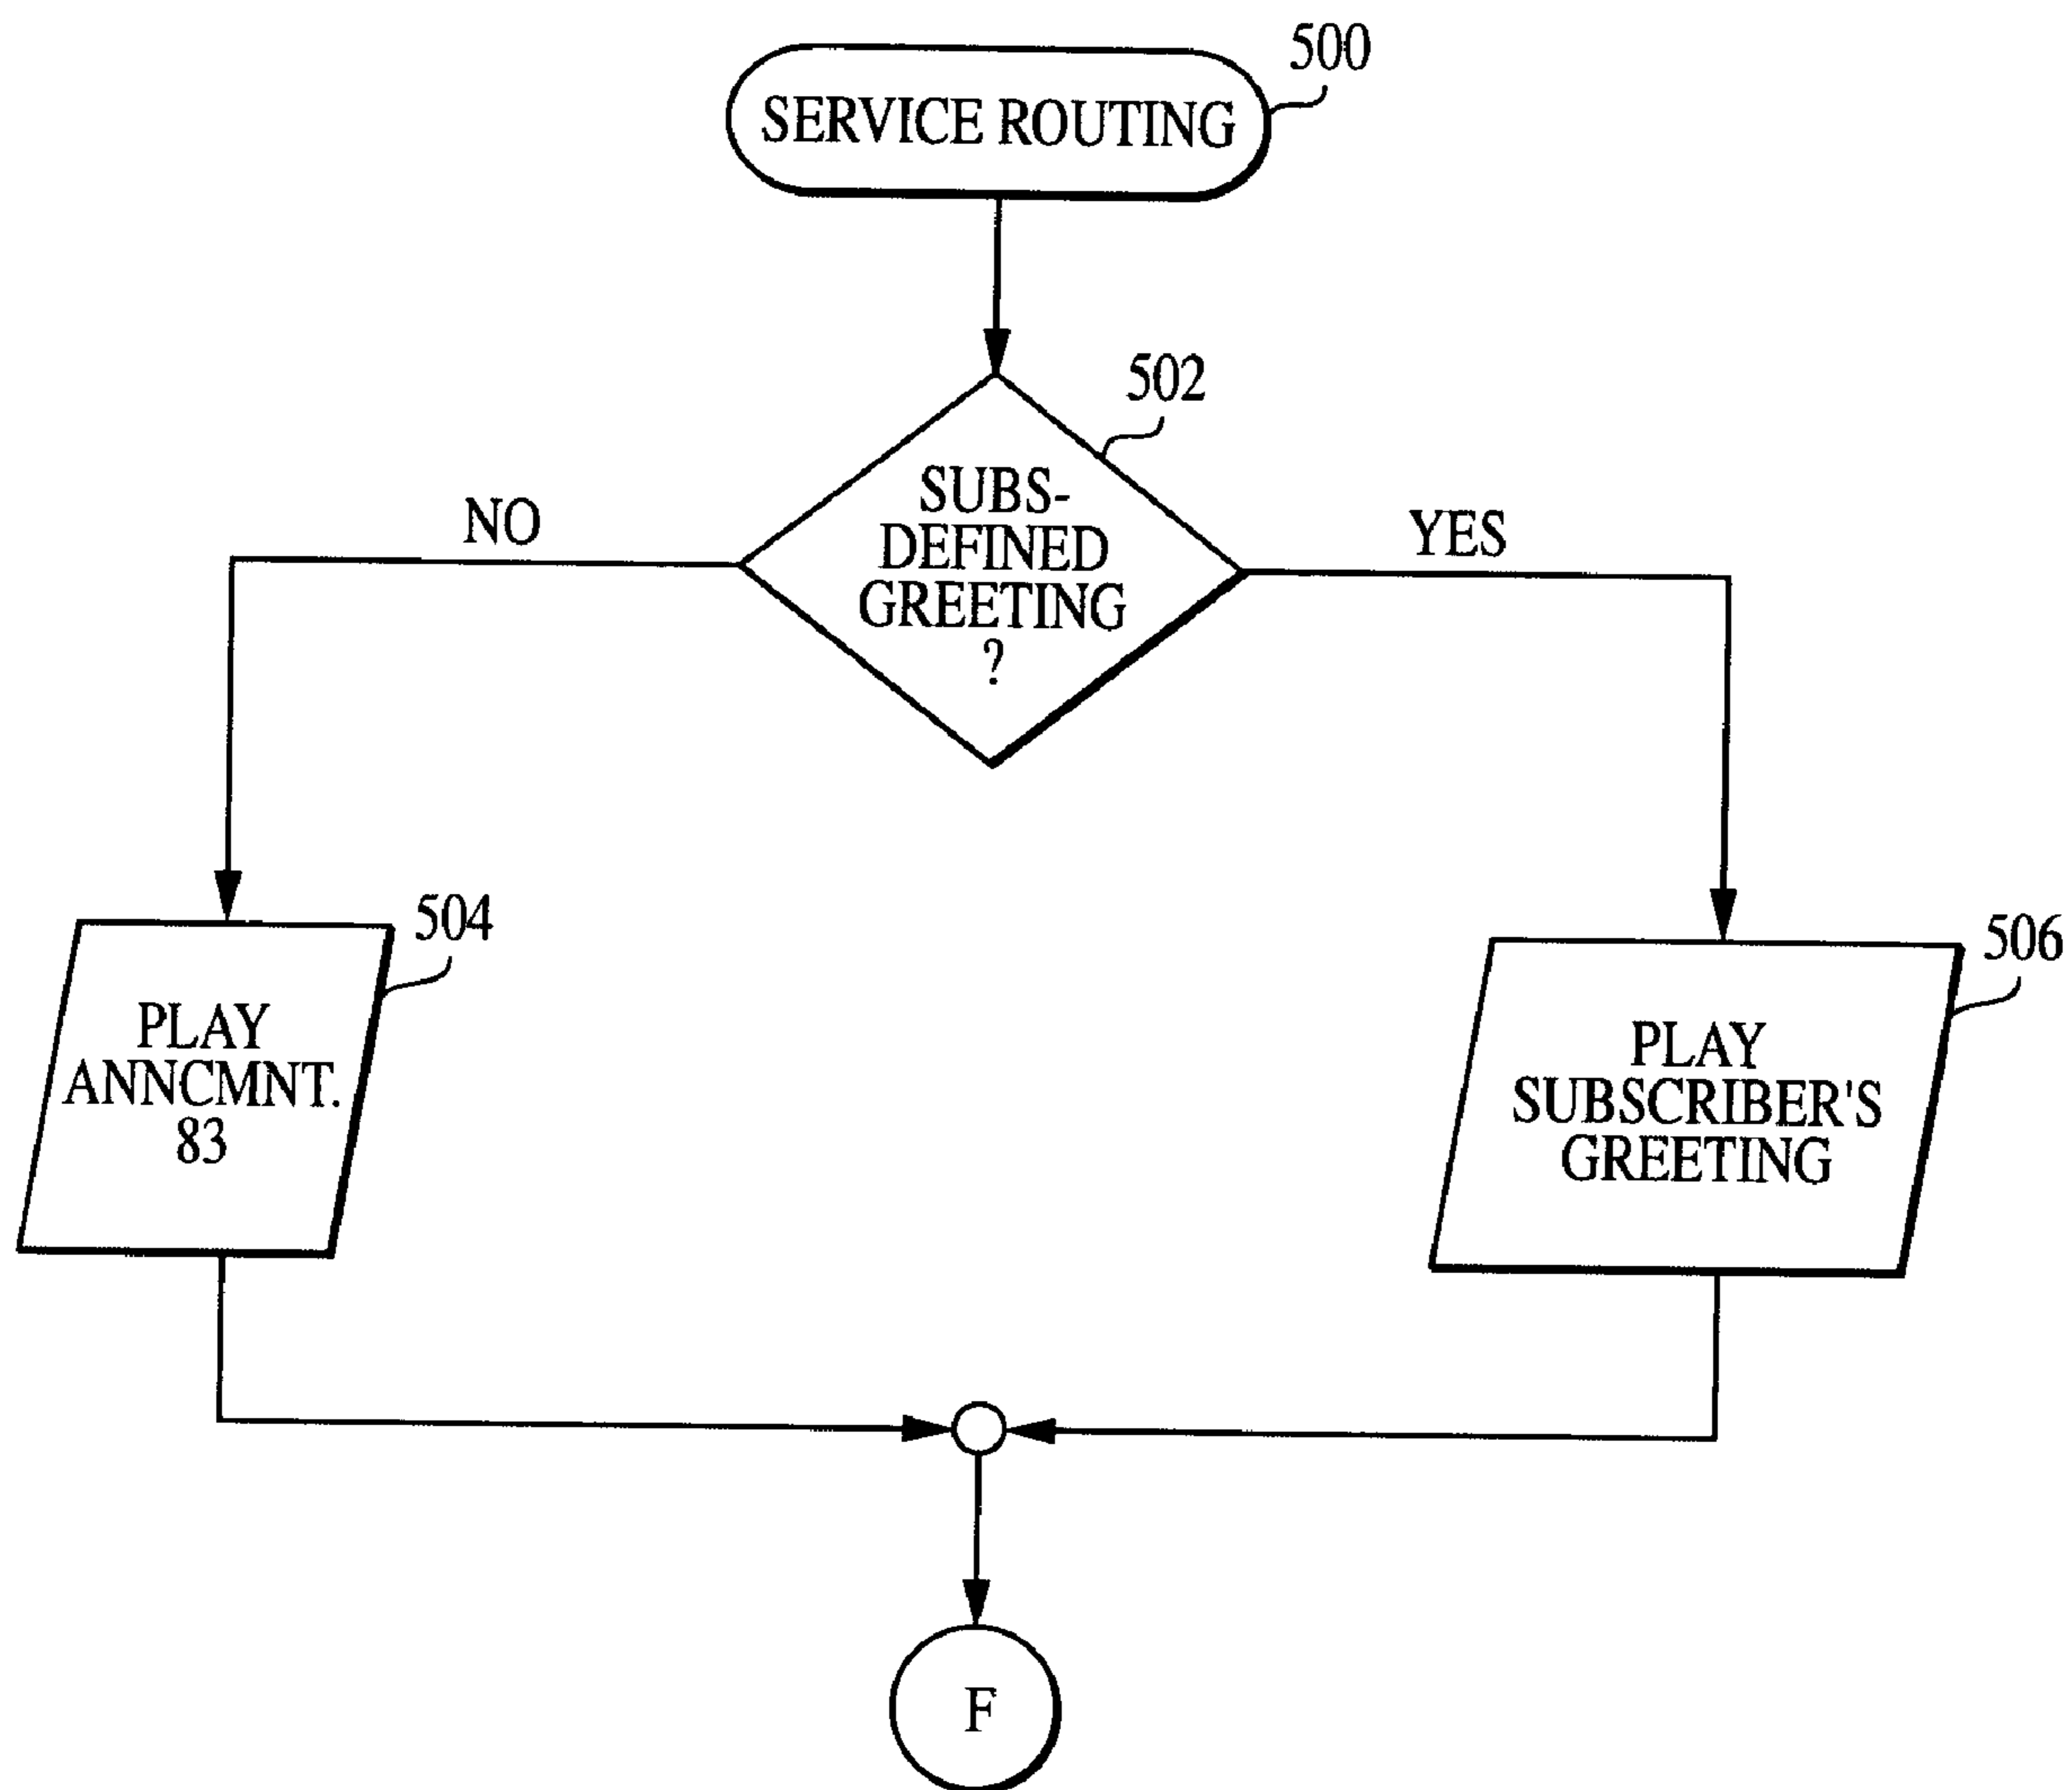 500
SERVICE ROUTING
502
SUBS-
DEFINED
GREETING
?
NO
YES
504
PLAY
ANNCMNT.
83
506
PLAY
SUBSCRIBER'S
GREETING
F